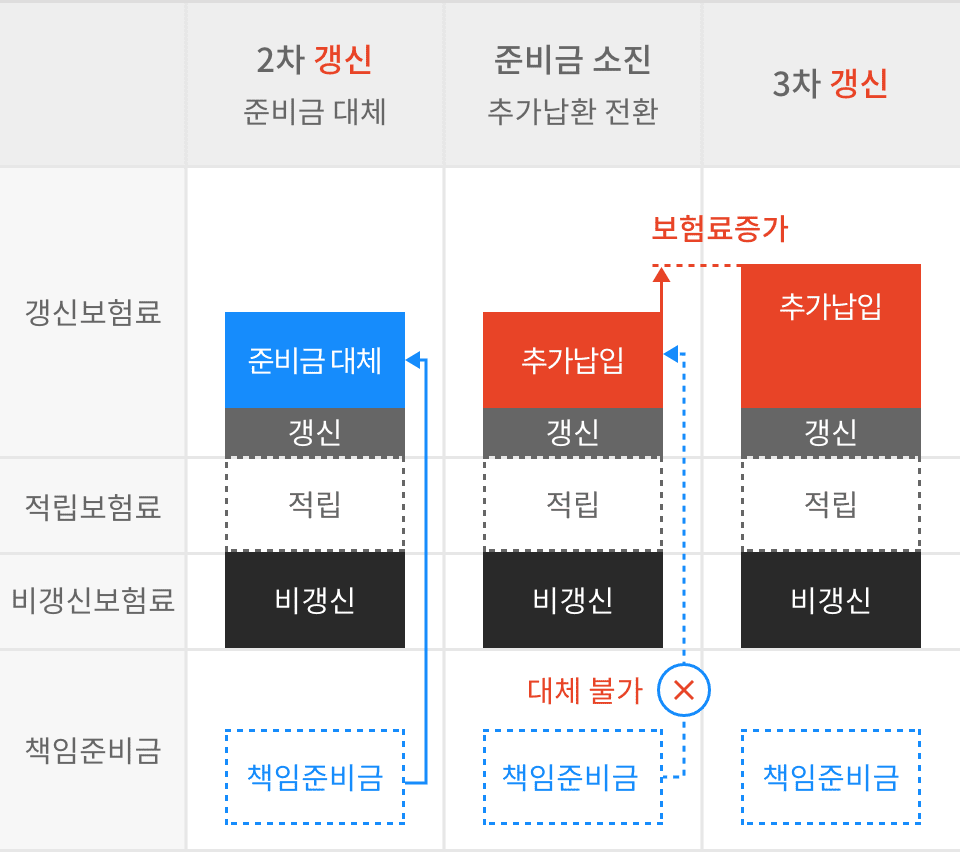 2차 갱신
준비금 대체
준비금 소진
추가납환 전환
3차 갱신
갱신보험료
보험료증가
준비금 대체
추가납입
추가납입
갱신
갱신
갱신
적립보험료
적립
적립
적립
비갱신보험료
비갱신
비갱신
비갱신
책임준비금
대체 불가
책임준비금
책임준비금
책임준비금